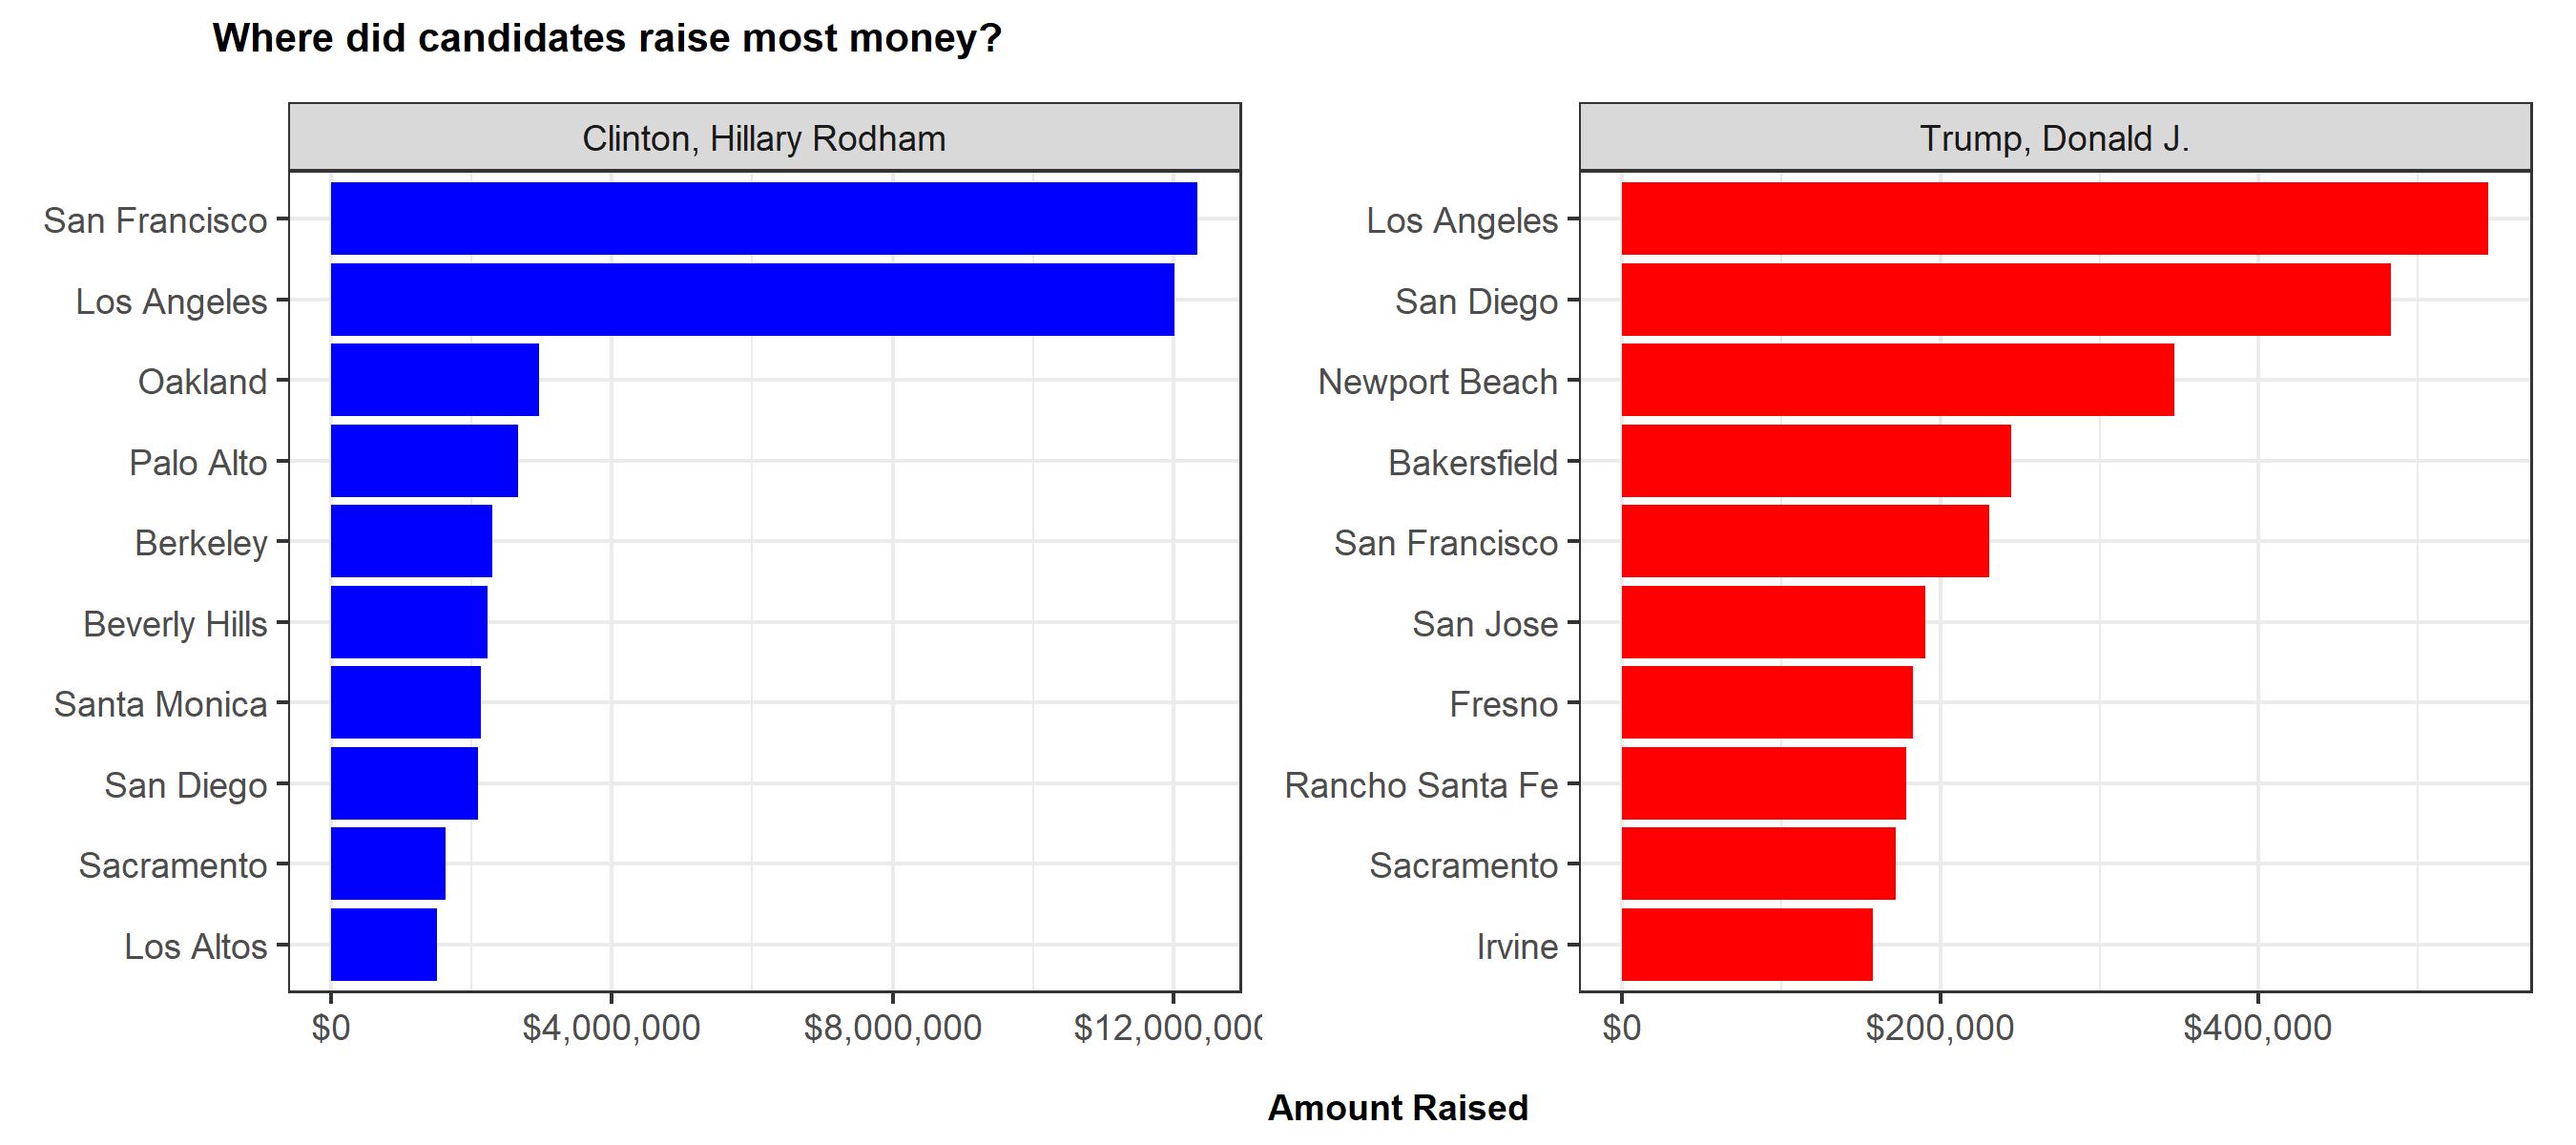 Where did candidates raise most money?
Clinton, Hillary Rodham
San Francisco
Los Angeles
Oakland
Palo Alto
Berkeley
Beverly Hills
Santa Monica
San Diego
Sacramento
Los Altos
$0 $4,000,000 $8,000,000 $12,000,000
Trump, Donald J.
Los Angeles
San Diego
Newport Beach
Bakersfield
San Francisco
San Jose
Fresno
Rancho Santa Fe
Sacramento
Irvine
$0 $200,000 $400,000
Amount Raised